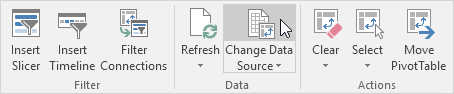 Insert Slicer
Insert Timeline
Filter Connections
Filter
Refresh
Change Data Source
Data
Clear
Select
Move PivotTable
Actions